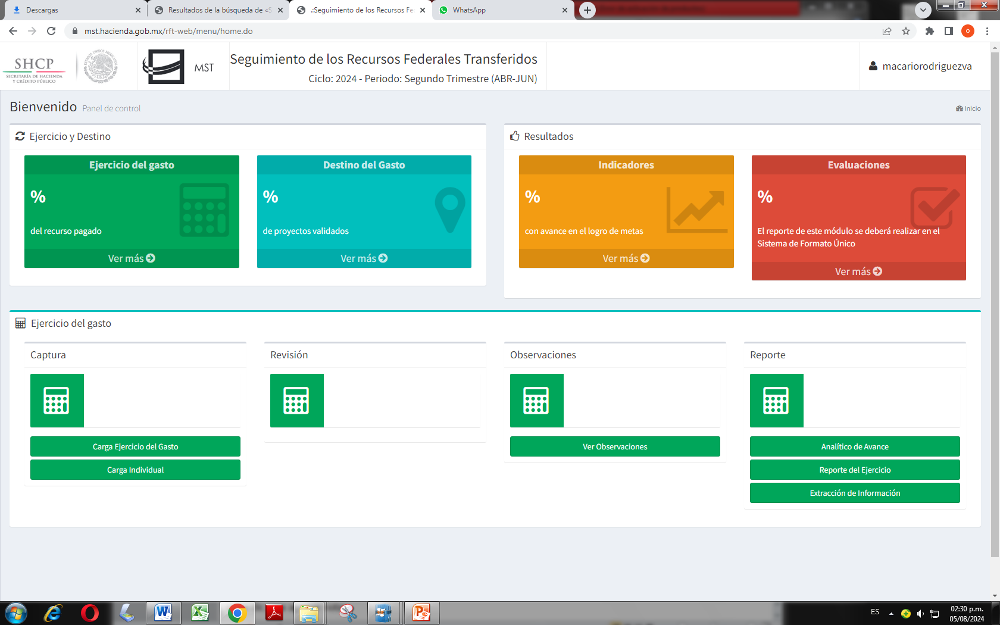 Descargas
Resultados de la búsqueda de «S
.:Seguimiento de los Recursos Fe
WhatsApp
mst.hacienda.gob.mx/rft-web/menu/home.do
O
SHCP
SECRETARÍA DE HACIENDA
Y CRÉDITO PÚBLICO
ESTADOS UNIDOS MEXICANOS
MST
Seguimiento de los Recursos Federales Transferidos
Ciclo: 2024 - Periodo: Segundo Trimestre (ABR-JUN)
macariorodriguezva
Bienvenido Panel de control
Inicio
Ejercicio y Destino
Resultados
Ejercicio del gasto
%
del recurso pagado
Ver más
Destino del Gasto
%
de proyectos validados
Ver más
Indicadores
%
con avance en el logro de metas
Ver más
Evaluaciones
%
El reporte de este módulo se deberá realizar en el
Sistema de Formato Único
Ver más
Ejercicio del gasto
Captura
Carga Ejercicio del Gasto
Carga Individual
Revisión
Observaciones
Ver Observaciones
Reporte
Analítico de Avance
Reporte del Ejercicio
Extracción de Información
ES
02:30 p.m.
05/08/2024